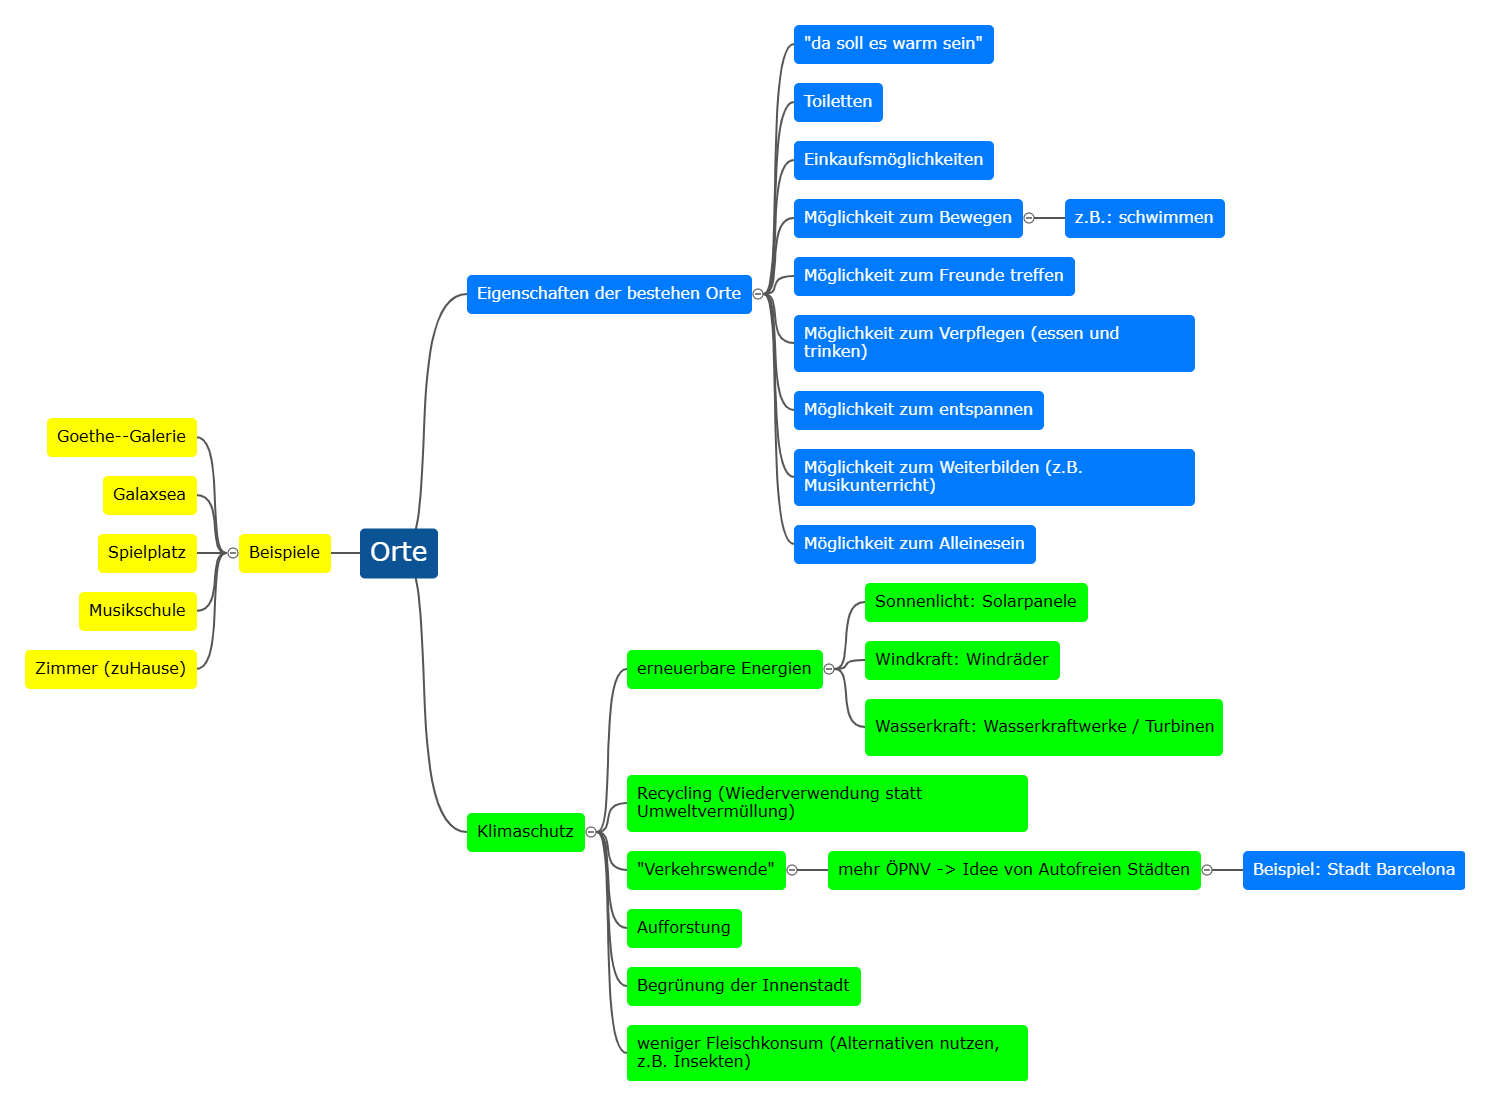 "da soll es warm sein"
Toiletten
Einkaufsmöglichkeiten
Möglichkeit zum Bewegen
z.B.: schwimmen
Möglichkeit zum Freunde treffen
Eigenschaften der bestehen Orte
Möglichkeit zum Verpflegen (essen und
trinken)
Möglichkeit zum entspannen
Möglichkeit zum Weiterbilden (z.B.
Musikunterricht)
Möglichkeit zum Alleinesein
Goethe--Galerie
Galaxsea
Spielplatz
Musikschule
Zimmer (zuHause)
Beispiele
Orte
Sonnenlicht: Solarpanele
erneuerbare Energien
Windkraft: Windräder
Wasserkraft: Wasserkraftwerke / Turbinen
Recycling (Wiederverwendung statt
Umweltvermüllung)
Klimaschutz
"Verkehrswende"
mehr ÖPNV -> Idee von Autofreien Städten
Beispiel: Stadt Barcelona
Aufforstung
Begrünung der Innenstadt
weniger Fleischkonsum (Alternativen nutzen,
z.B. Insekten)